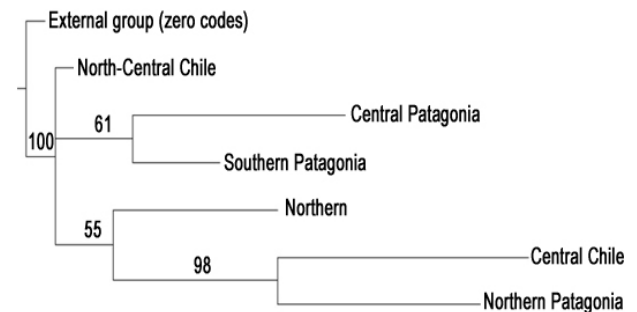 External group (zero codes)
North-Central Chile
61
Central Patagonia
100
Southern Patagonia
Northern
55
98
Central Chile
Northern Patagonia